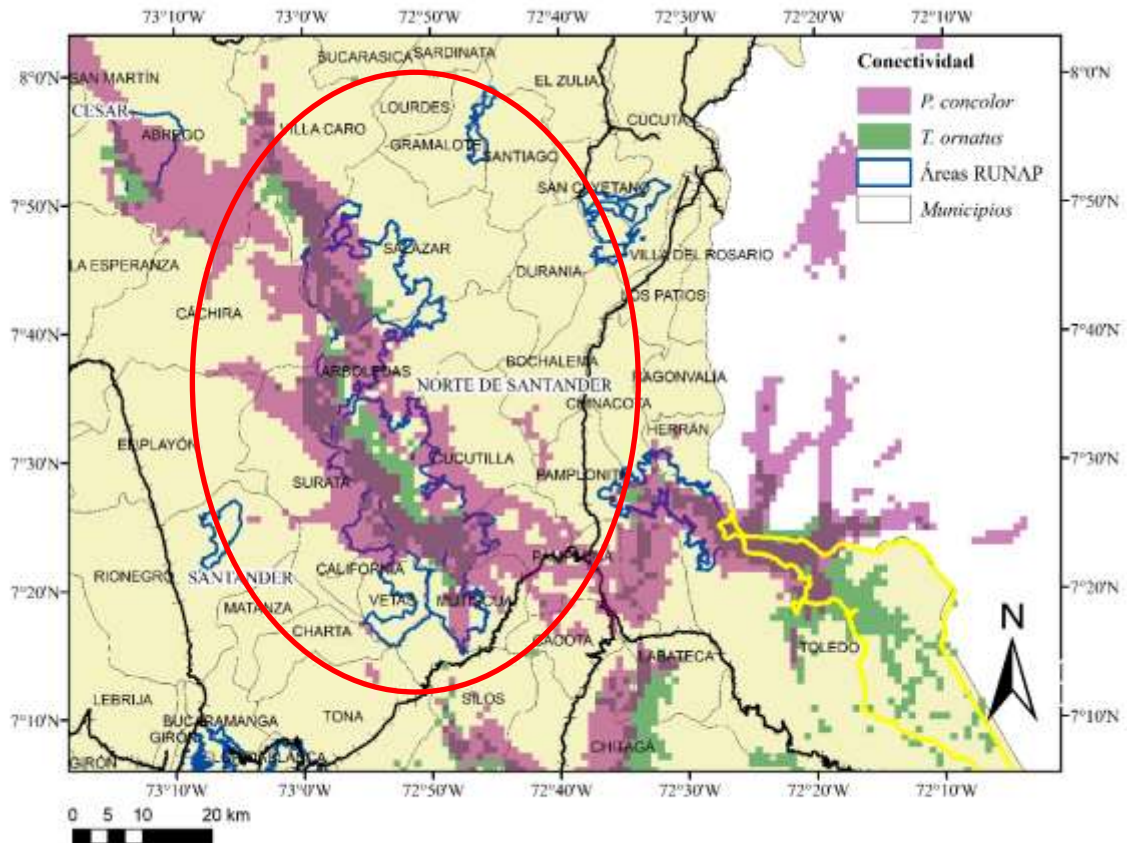 73°10'W 73°0'W 72°50'W 72°40'W 72°30'W 72°20'W 72°10'W
8°0'N
7°50'N
7°40'N
7°30'N
7°20'N
7°10'N
8°0'N
7°50'N
7°40'N
7°30'N
7°20'N
7°10'N
Conectividad
P. concolor
T. ornatus
Áreas RUNAP
Municipios
BUCARASICA
SARDINATA
SAN MARTÍN
EL ZULIA
CESAR
LOURDES
ABREGO
VILLA CARO
CUCUTA
GRAMALOTE
SANTIAGO
SAN CAYETANO
SALAZAR
VILLA DEL ROSARIO
LA ESPERANZA
DURANIA
LOS PATIOS
CÁCHIRA
BOCHALEMA
ARBOLEDAS
RAGONVALIA
NORTE DE SANTANDER
CHINACOTA
HERRÁN
EL PLAYÓN
CUCUTILLA
SURATA
PAMPLONITA
PAMPLONA
CALIFORNIA
RIONEGRO
SANTANDER
VETAS
MUTISCUA
MATANZA
CHARTA
CACOTA
LABATECA
TOLEDO
N
LEBRIJA
SILOS
TONA
BUCARAMANGA
GIRÓN
CHITAGÁ
GIRÓN
73°10'W 73°0'W 72°50'W 72°40'W 72°30'W 72°20'W 72°10'W
0 5 10 20 km